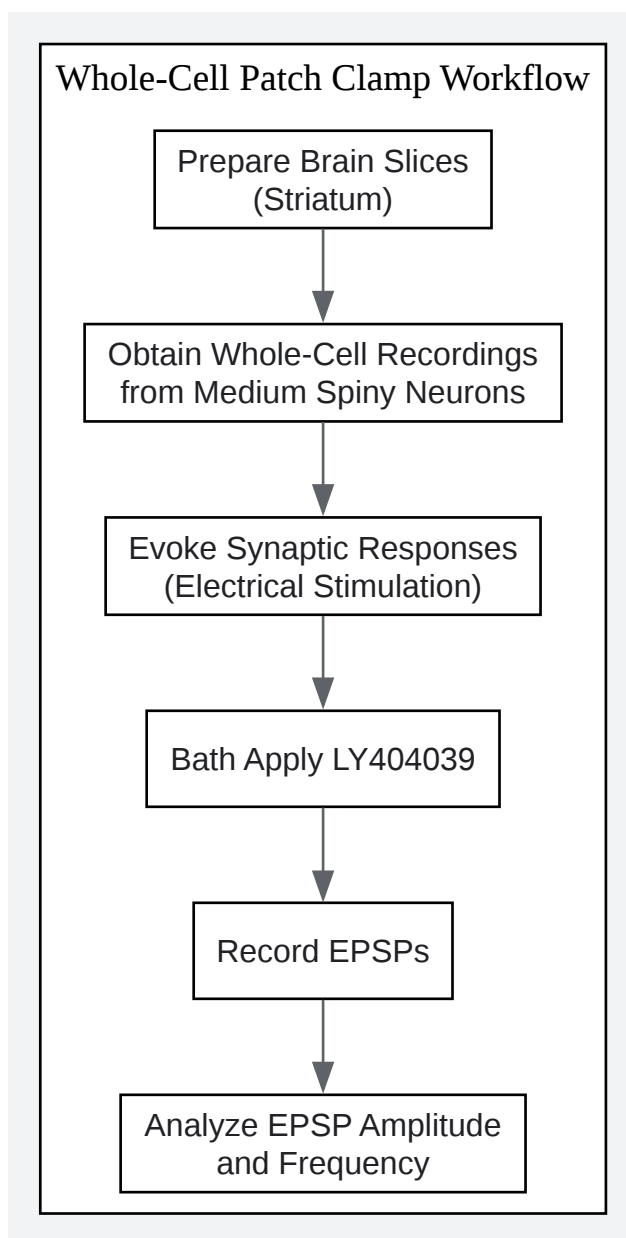 Whole-Cell Patch Clamp Workflow
Prepare Brain Slices
(Striatum)
Obtain Whole-Cell Recordings
from Medium Spiny Neurons
Evoke Synaptic Responses
(Electrical Stimulation)
Bath Apply LY404039
Record EPSPs
Analyze EPSP Amplitude
and Frequency